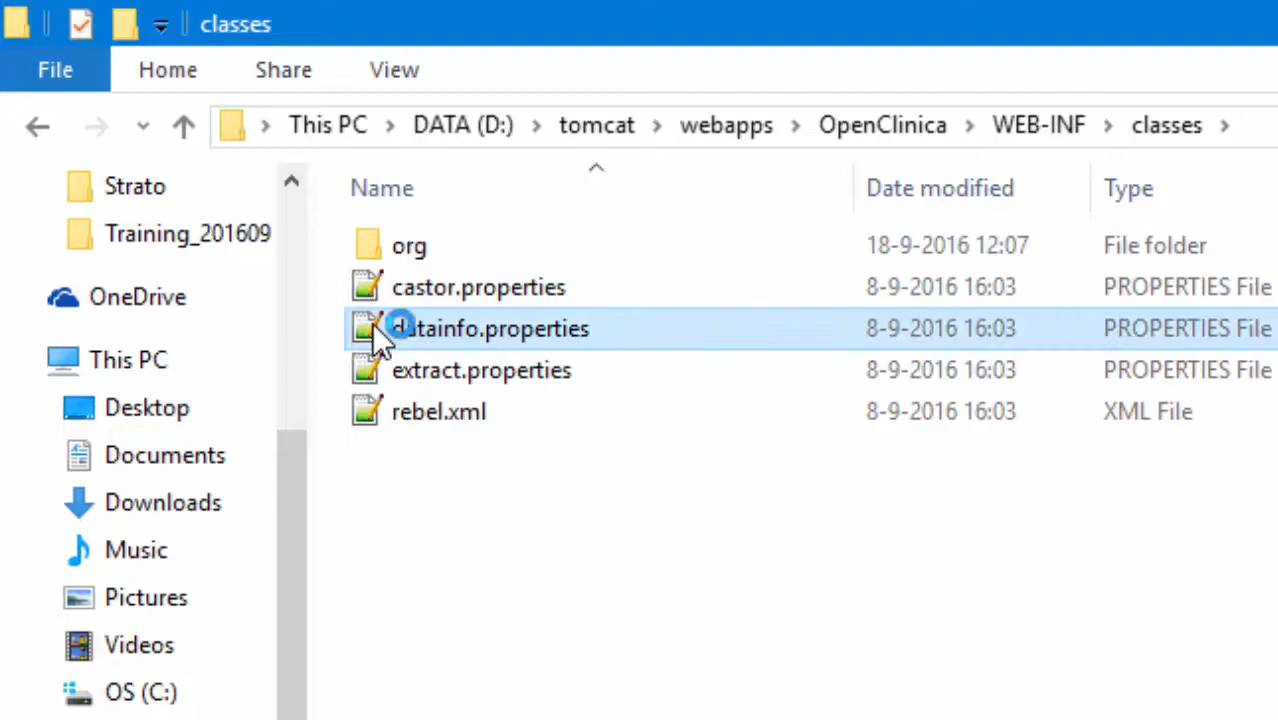 classes
File Home Share View
This PC DATA (D:) tomcat webapps OpenClinica WEB-INF classes
Strato
Training_201609
OneDrive
This PC
Desktop
Documents
Downloads
Music
Pictures
Videos
OS (C:)
Name Date modified Type
org 18-9-2016 12:07 File folder
castor.properties 8-9-2016 16:03 PROPERTIES File
datainfo.properties 8-9-2016 16:03 PROPERTIES File
extract.properties 8-9-2016 16:03 PROPERTIES File
rebel.xml 8-9-2016 16:03 XML File